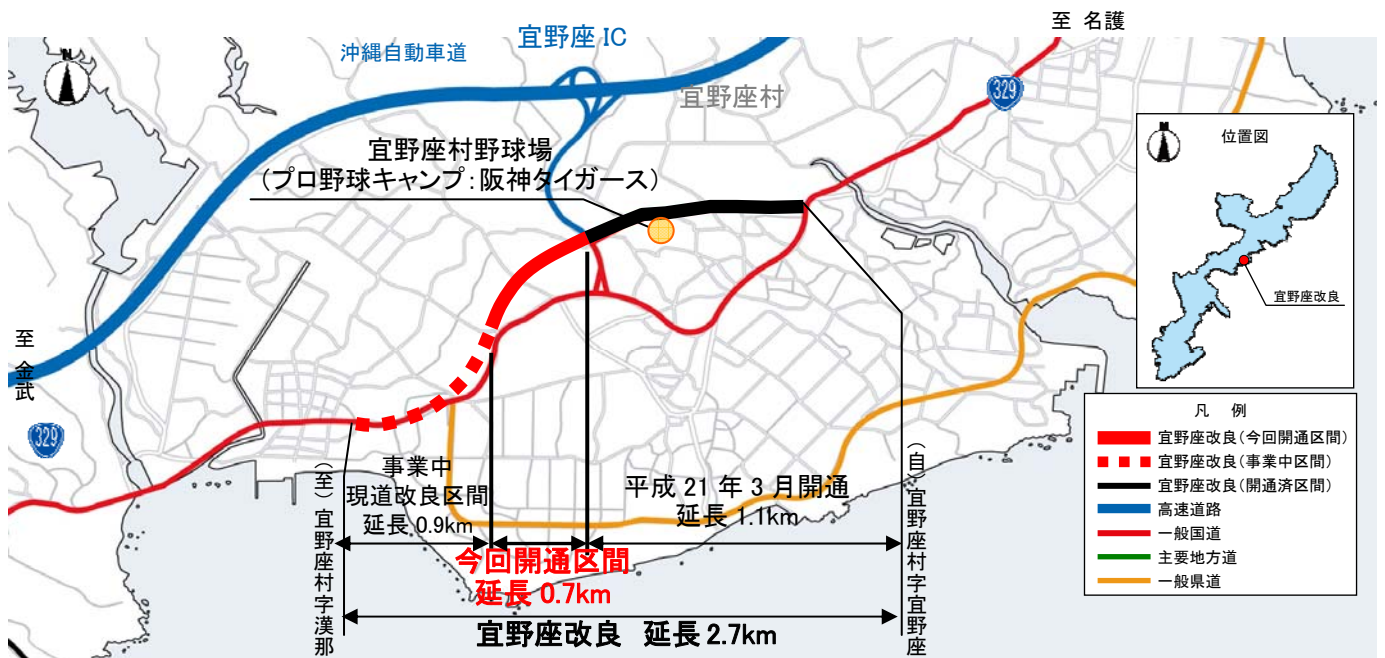 至 名護
宜野座 IC
沖縄自動車道
N
329
宜野座村
宜野座村野球場
(プロ野球キャンプ:阪神タイガース)
N
位置図
宜野座改良
至 金武
329
凡 例
宜野座改良(今回開通区間)
宜野座改良(事業中区間)
宜野座改良(開通済区間)
高速道路
一般国道
主要地方道
一般県道
事業中
現道改良区間
延長 0.9km
平成 21 年 3 月開通
延長 1.1km
今回開通区間
延長 0.7km
(至)宜野座村字漢那
(自)宜野座村字宜野座
宜野座改良 延長 2.7km